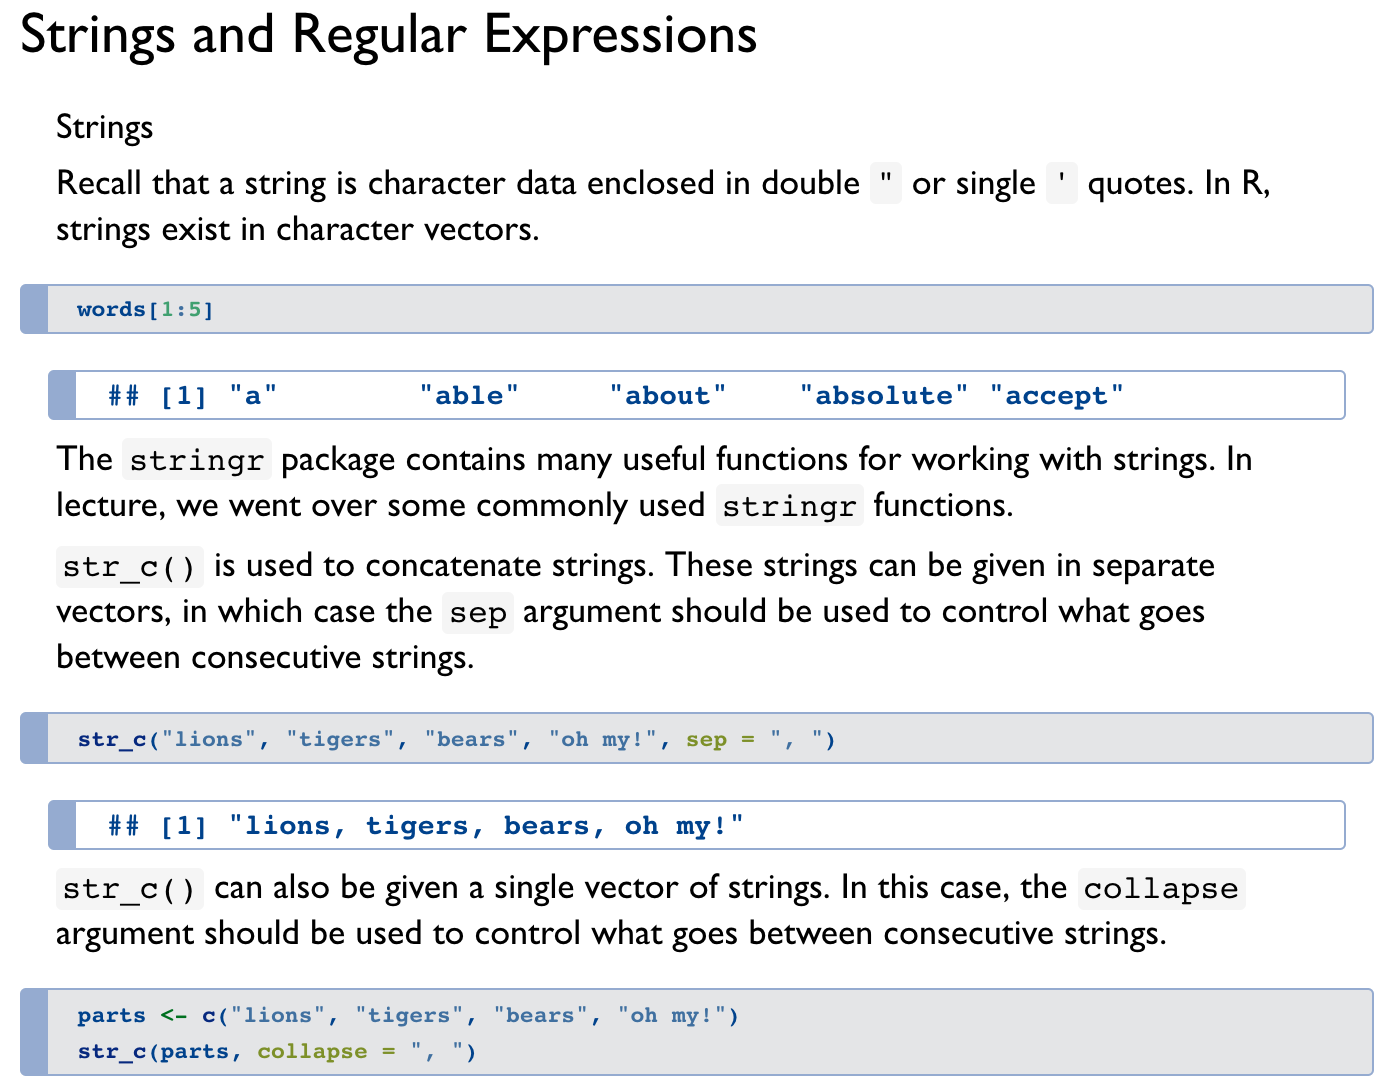 Strings and Regular Expressions
Strings
Recall that a string is character data enclosed in double " or single ' quotes. In R,
strings exist in character vectors.
words[1:5]
## [1] "a"        "able"     "about"    "absolute" "accept"
The stringr package contains many useful functions for working with strings. In
lecture, we went over some commonly used stringr functions.
str_c() is used to concatenate strings. These strings can be given in separate
vectors, in which case the sep argument should be used to control what goes
between consecutive strings.
str_c("lions", "tigers", "bears", "oh my!", sep = ", ")
## [1] "lions, tigers, bears, oh my!"
str_c() can also be given a single vector of strings. In this case, the collapse
argument should be used to control what goes between consecutive strings.
parts <- c("lions", "tigers", "bears", "oh my!")
str_c(parts, collapse = ", ")